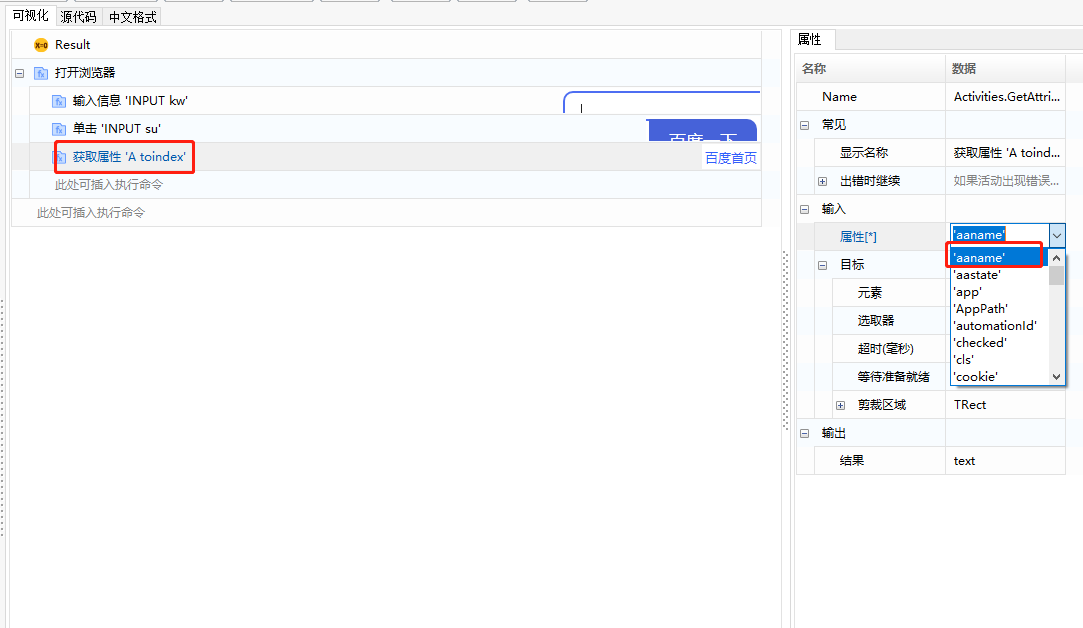 可视化 源代码 中文格式
Result
打开浏览器
输入信息 'INPUT kw'
单击 'INPUT su'
百度一下
获取属性 'A toindex'
百度首页
此处可插入执行命令
此处可插入执行命令
属性
名称 数据
Name Activities.GetAttri...
常见
显示名称 获取属性 'A toind...
出错时继续 如果活动出现错误...
输入
属性[*] 'aaname'
'aaname'
目标
'aastate'
元素
'app'
'AppPath'
选取器
'automationId'
超时(毫秒)
'checked'
'cls'
等待准备就绪
'cookie'
剪裁区域 TRect
输出
结果 text